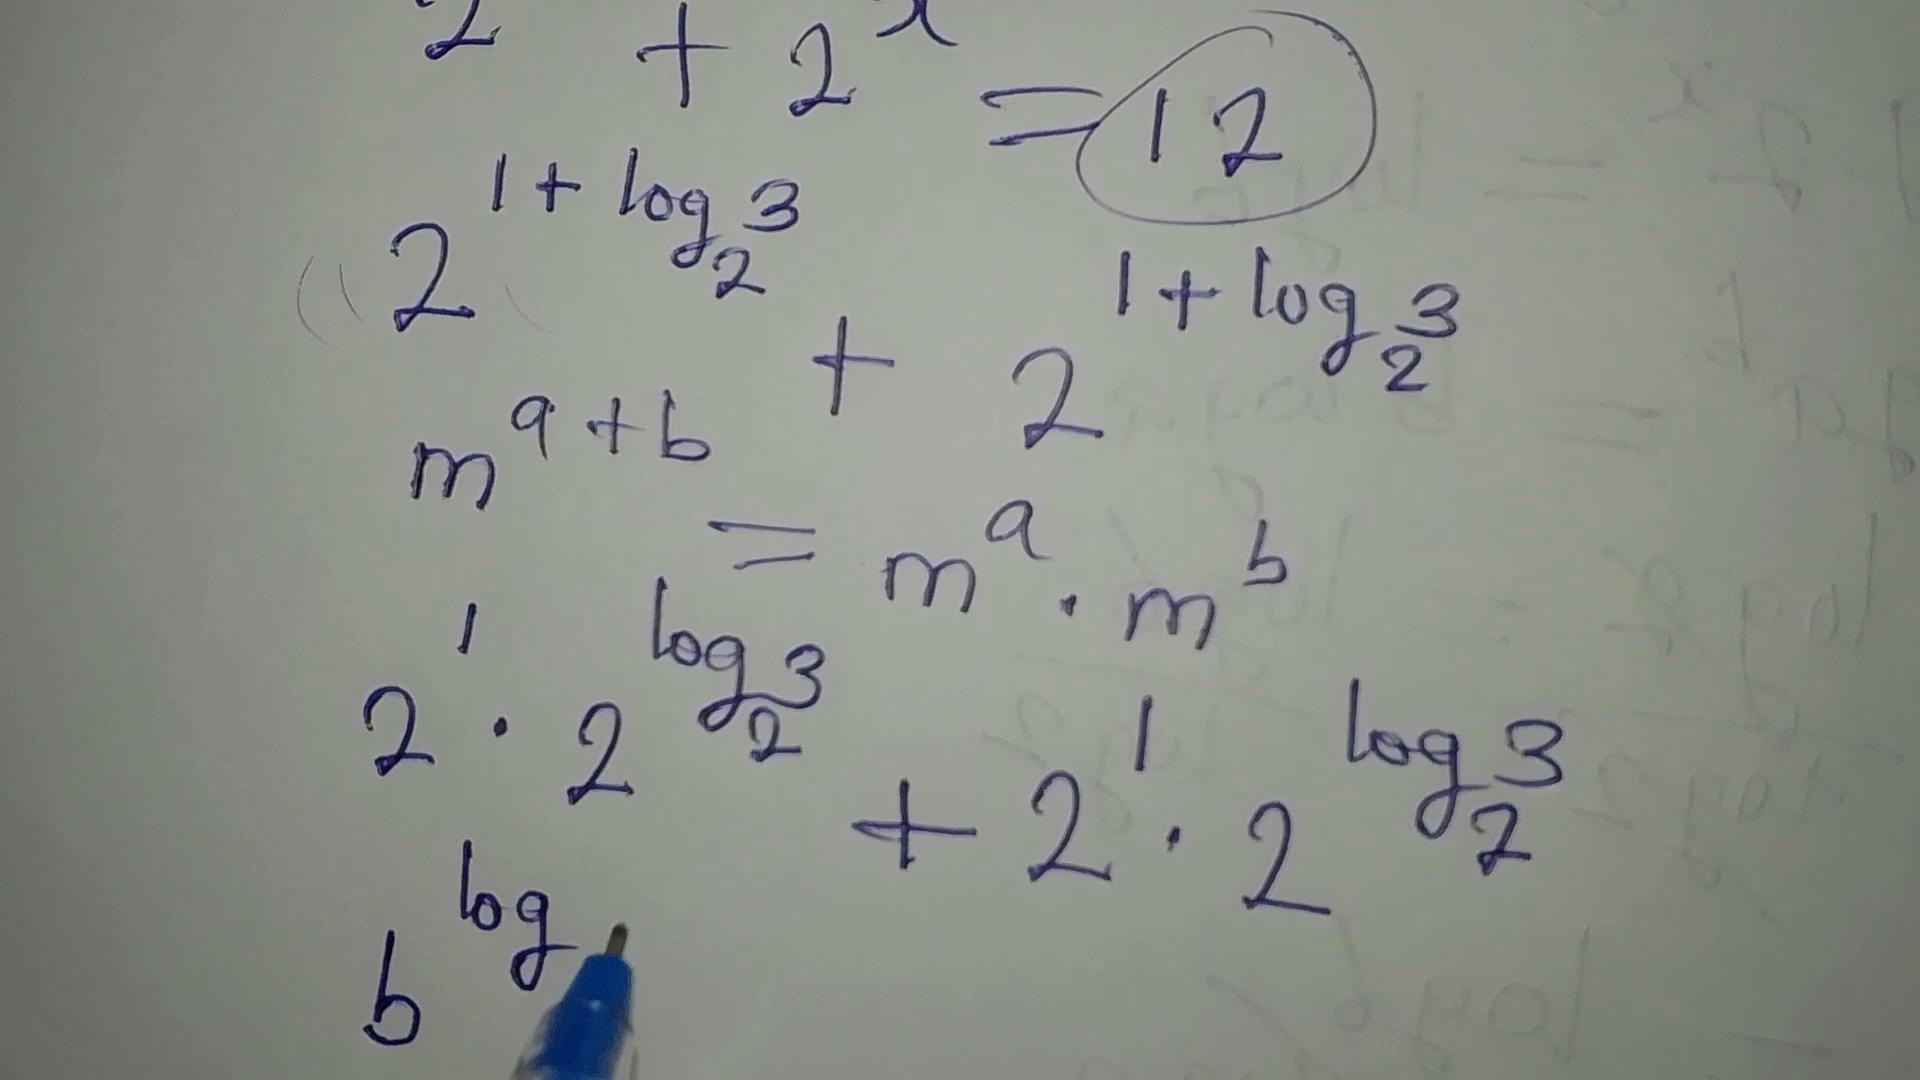 2 + 2^x = 12
2^(1 + log_2 3) + 2^(1 + log_2 3)
m^(a + b) = m^a · m^b
2^1 · 2^(log_2 3) + 2^1 · 2^(log_2 3)
b^log